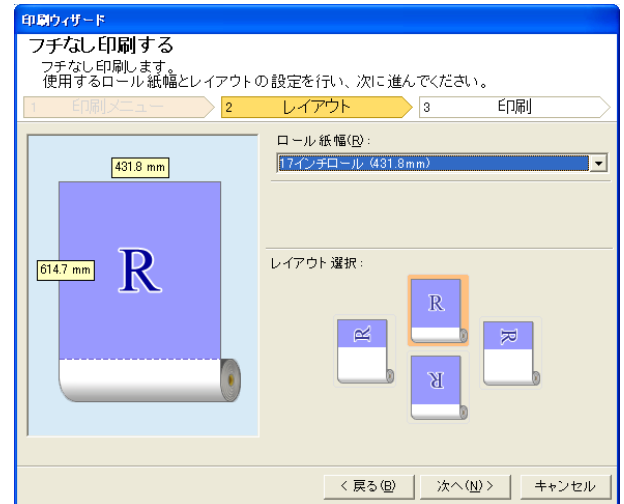 印刷ウィザード
フチなし印刷する
フチなし印刷します。
使用するロール紙幅とレイアウトの設定を行い、次に進んでください。
1 印刷メニュー 2 レイアウト 3 印刷
ロール紙幅(R):
17インチロール (431.8mm)
431.8 mm
614.7 mm
R
レイアウト選択:
R
R
R
R
< 戻る(B) 次へ(N) > キャンセル